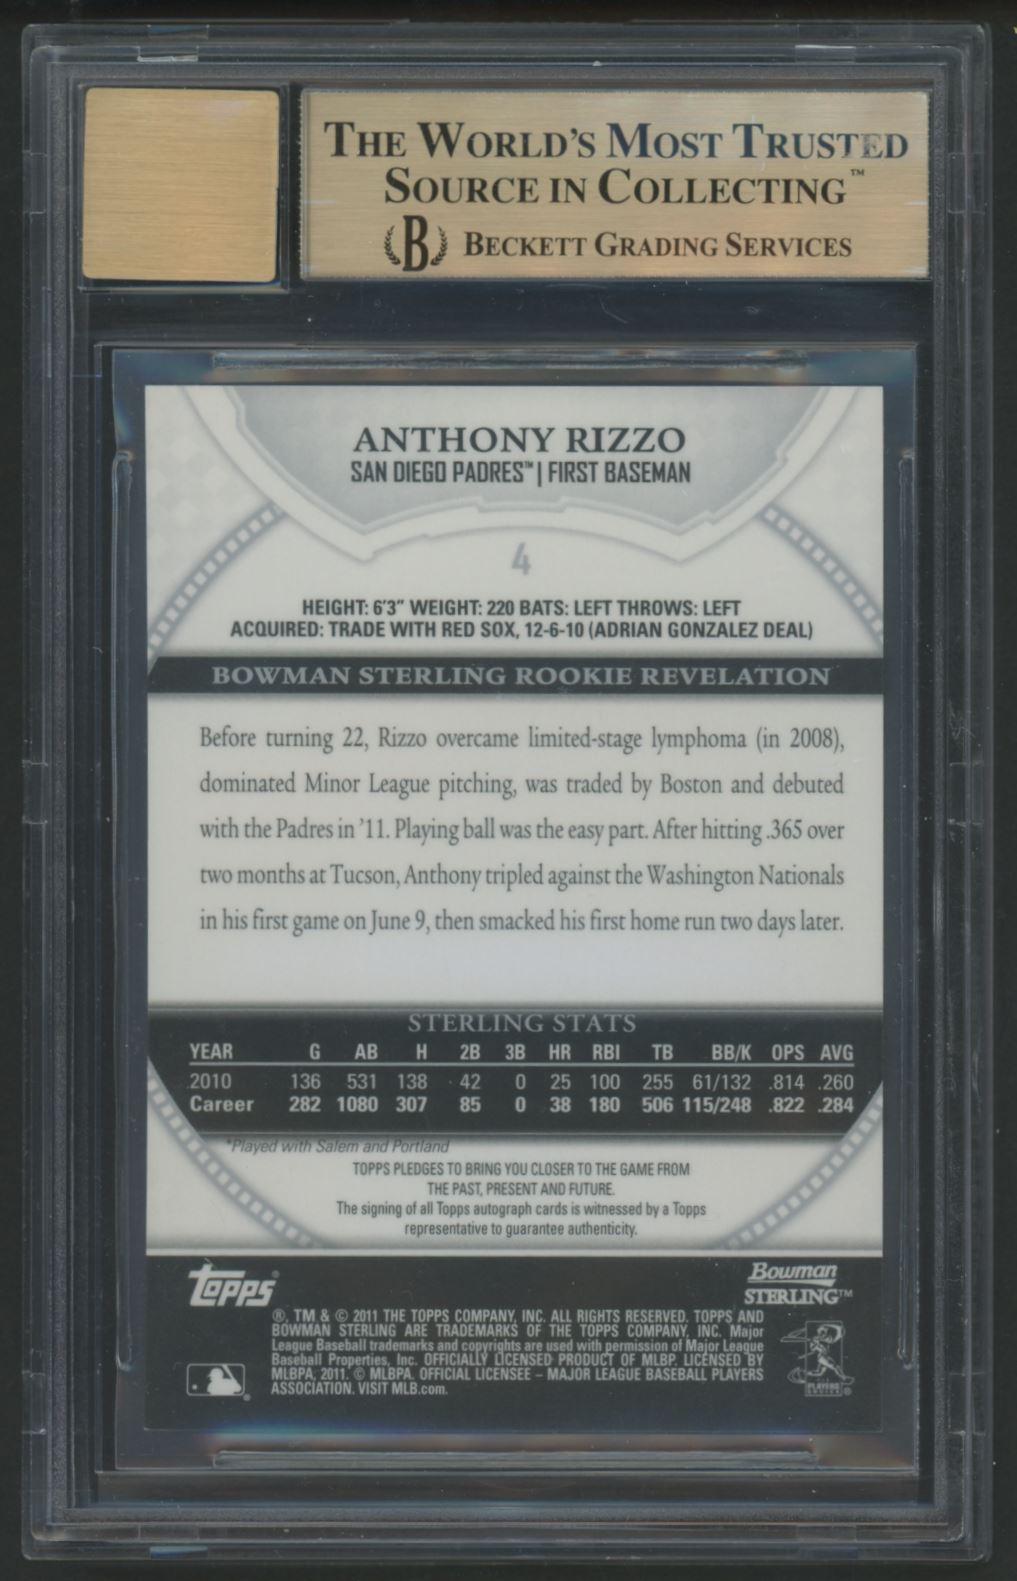 THE WORLD'S MOST TRUSTED
SOURCE IN COLLECTING™
B BECKETT GRADING SERVICES
ANTHONY RIZZO
SAN DIEGO PADRES™ | FIRST BASEMAN
4
HEIGHT: 6'3" WEIGHT: 220 BATS: LEFT THROWS: LEFT
ACQUIRED: TRADE WITH RED SOX, 12-6-10 (ADRIAN GONZALEZ DEAL)
BOWMAN STERLING ROOKIE REVELATION
Before turning 22, Rizzo overcame limited-stage lymphoma (in 2008),
dominated Minor League pitching, was traded by Boston and debuted
with the Padres in '11. Playing ball was the easy part. After hitting .365 over
two months at Tucson, Anthony tripled against the Washington Nationals
in his first game on June 9, then smacked his first home run two days later.
STERLING STATS
YEAR G AB H 2B 3B HR RBI TB BB/K OPS AVG
2010 136 531 138 42 0 25 100 255 61/132 .814 .260
Career 282 1080 307 85 0 38 180 506 115/248 .822 .284
*Played with Salem and Portland
TOPPS PLEDGES TO BRING YOU CLOSER TO THE GAME FROM
THE PAST, PRESENT AND FUTURE.
The signing of all Topps autograph cards is witnessed by a Topps
representative to guarantee authenticity.
Topps®
Bowman
STERLING™
®, TM & © 2011 THE TOPPS COMPANY, INC. ALL RIGHTS RESERVED. TOPPS AND
BOWMAN STERLING ARE TRADEMARKS OF THE TOPPS COMPANY, INC. Major
League Baseball trademarks and copyrights are used with permission of Major League
Baseball Properties, Inc. OFFICIALLY LICENSED PRODUCT OF MLBP. LICENSED BY
MLBPA, 2011. © MLBPA. OFFICIAL LICENSEE – MAJOR LEAGUE BASEBALL PLAYERS
ASSOCIATION. VISIT MLB.com.
PLAYERS
CHOICE